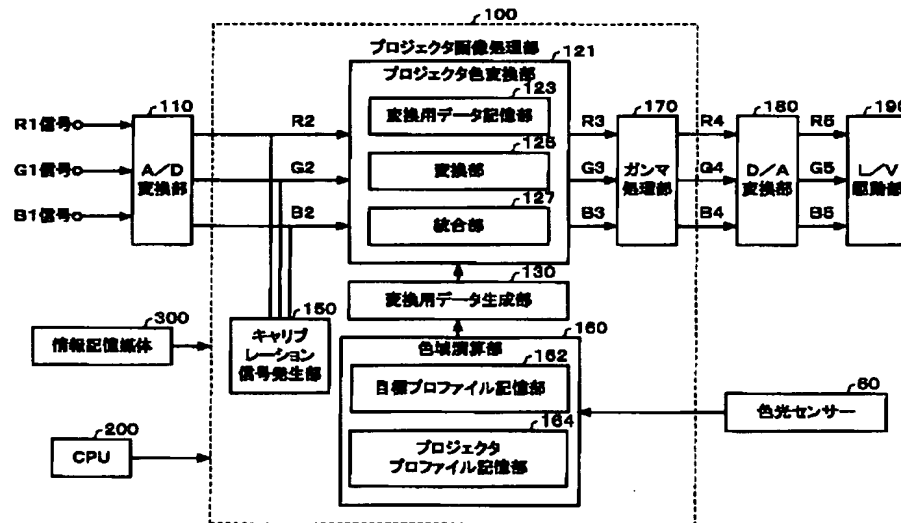 100
プロジェクタ画像処理部
121
プロジェクタ色変換部
110
123
170
180
190
R1信号
R2
変換用データ記憶部
R3
R4
R5
125
A/D
変換部
ガンマ
処理部
D/A
変換部
L/V
駆動部
G1信号
G2
変換部
G3
G4
G5
127
B1信号
B2
統合部
B3
B4
B5
130
変換用データ生成部
150
300
キャリブ
レーション
信号発生部
160
情報記憶媒体
色域演算部
162
目標プロファイル記憶部
60
色光センサー
164
200
CPU
プロジェクタ
プロファイル記憶部